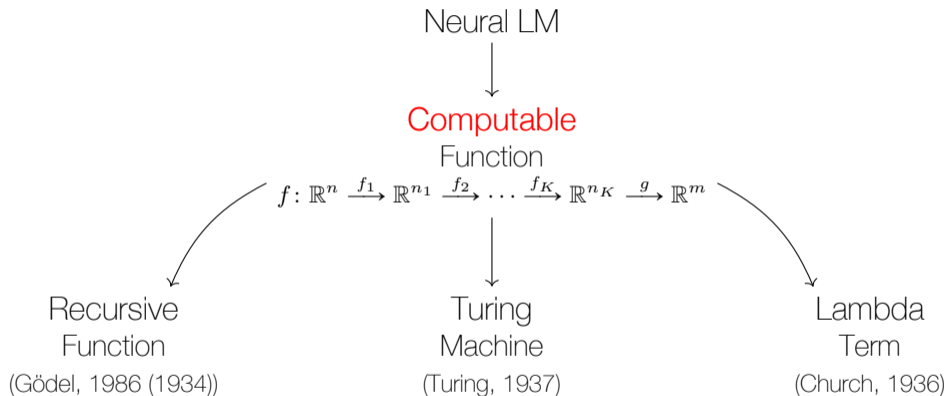 Neural LM
Computable
Function
f: ℝⁿ —f₁→ ℝⁿ¹ —f₂→ ⋯ —f_K→ ℝⁿᴷ —g→ ℝᵐ
Recursive
Function
(Gödel, 1986 (1934))
Turing
Machine
(Turing, 1937)
Lambda
Term
(Church, 1936)